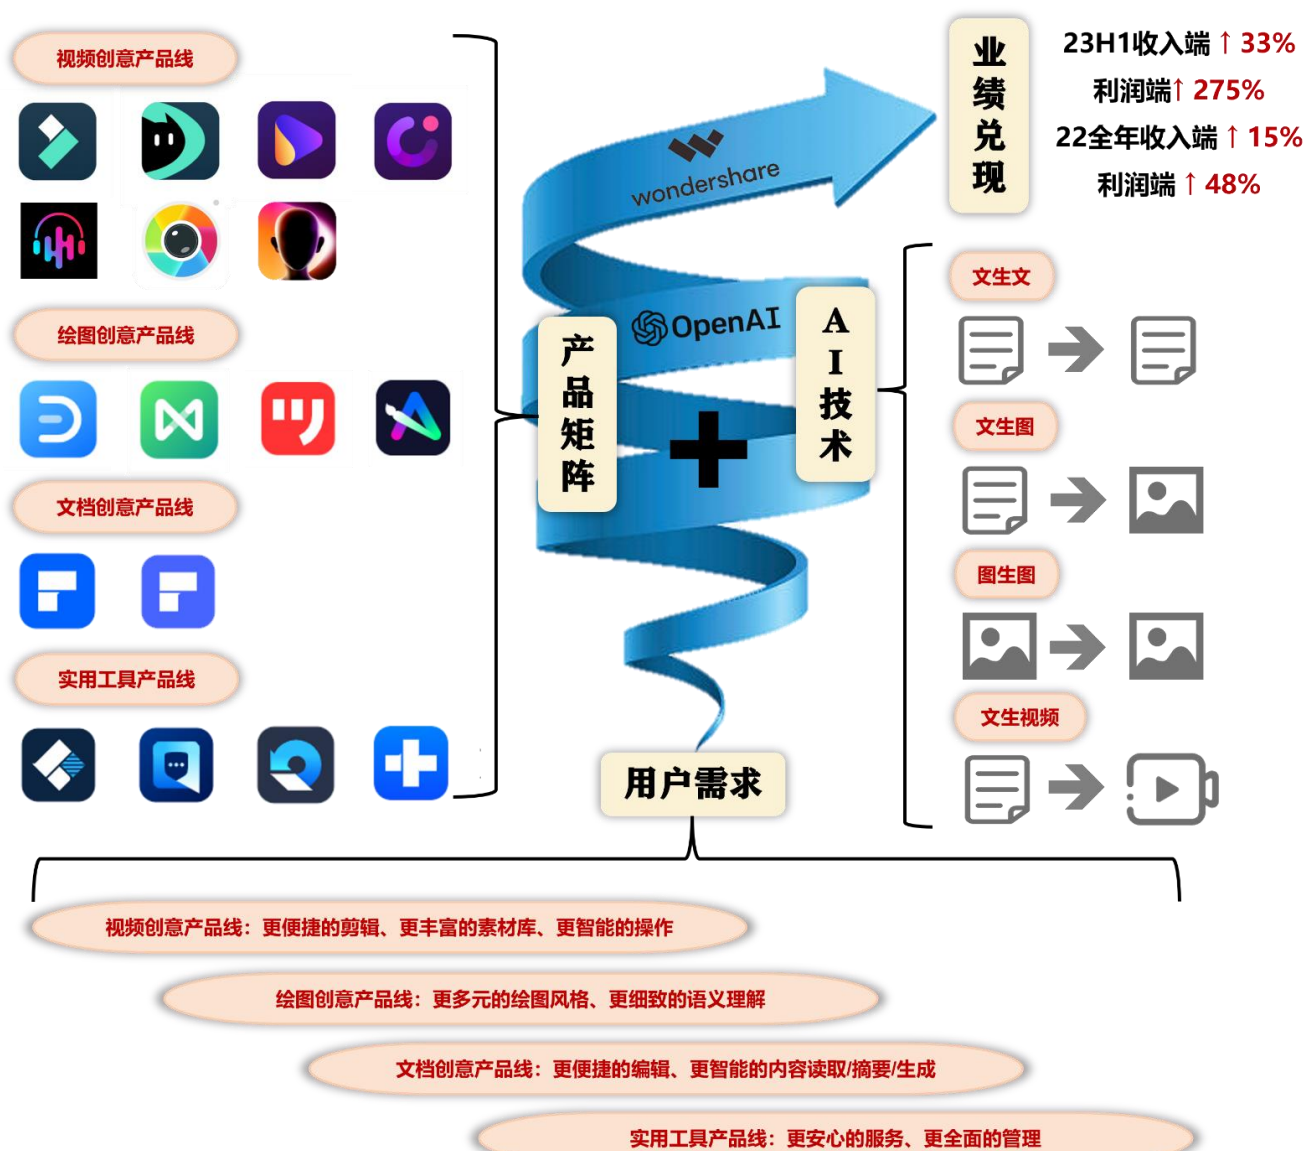 视频创意产品线
绘图创意产品线
文档创意产品线
实用工具产品线
产品矩阵
wondershare
OpenAI
AI技术
业绩兑现
23H1收入端↑33%
利润端↑275%
22全年收入端↑15%
利润端↑48%
文生文
文生图
图生图
文生视频
用户需求
视频创意产品线：更便捷的剪辑、更丰富的素材库、更智能的操作
绘图创意产品线：更多元的绘图风格、更细致的语义理解
文档创意产品线：更便捷的编辑、更智能的内容读取/摘要/生成
实用工具产品线：更安心的服务、更全面的管理